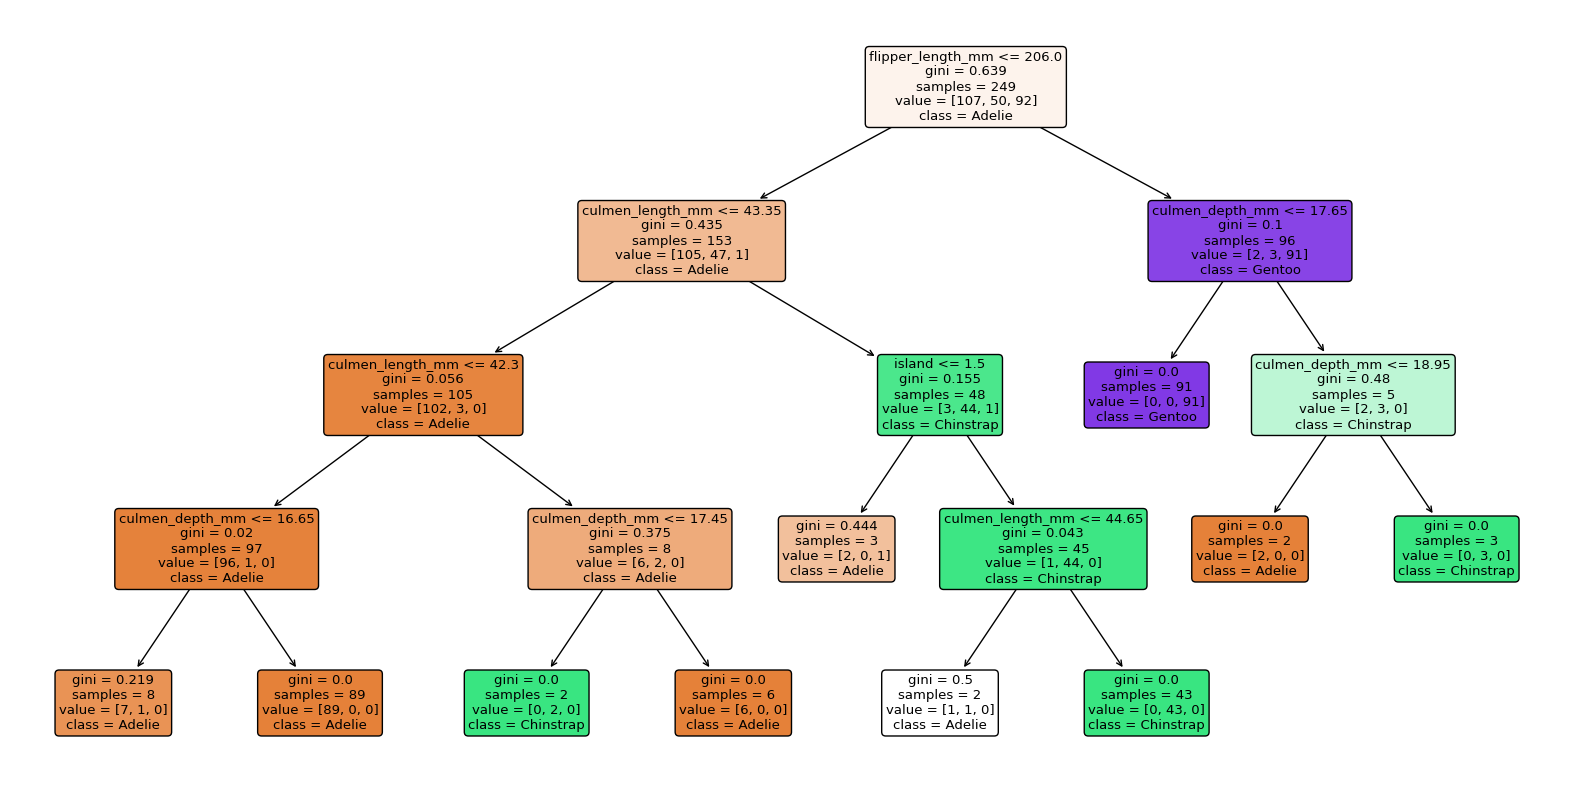 flipper_length_mm <= 206.0
gini = 0.639
samples = 249
value = [107, 50, 92]
class = Adelie
culmen_length_mm <= 43.35
gini = 0.435
samples = 153
value = [105, 47, 1]
class = Adelie
culmen_depth_mm <= 17.65
gini = 0.1
samples = 96
value = [2, 3, 91]
class = Gentoo
culmen_length_mm <= 42.3
gini = 0.056
samples = 105
value = [102, 3, 0]
class = Adelie
island <= 1.5
gini = 0.155
samples = 48
value = [3, 44, 1]
class = Chinstrap
gini = 0.0
samples = 91
value = [0, 0, 91]
class = Gentoo
culmen_depth_mm <= 18.95
gini = 0.48
samples = 5
value = [2, 3, 0]
class = Chinstrap
culmen_depth_mm <= 16.65
gini = 0.02
samples = 97
value = [96, 1, 0]
class = Adelie
culmen_depth_mm <= 17.45
gini = 0.375
samples = 8
value = [6, 2, 0]
class = Adelie
gini = 0.444
samples = 3
value = [2, 0, 1]
class = Adelie
culmen_length_mm <= 44.65
gini = 0.043
samples = 45
value = [1, 44, 0]
class = Chinstrap
gini = 0.0
samples = 2
value = [2, 0, 0]
class = Adelie
gini = 0.0
samples = 3
value = [0, 3, 0]
class = Chinstrap
gini = 0.219
samples = 8
value = [7, 1, 0]
class = Adelie
gini = 0.0
samples = 89
value = [89, 0, 0]
class = Adelie
gini = 0.0
samples = 2
value = [0, 2, 0]
class = Chinstrap
gini = 0.0
samples = 6
value = [6, 0, 0]
class = Adelie
gini = 0.5
samples = 2
value = [1, 1, 0]
class = Adelie
gini = 0.0
samples = 43
value = [0, 43, 0]
class = Chinstrap